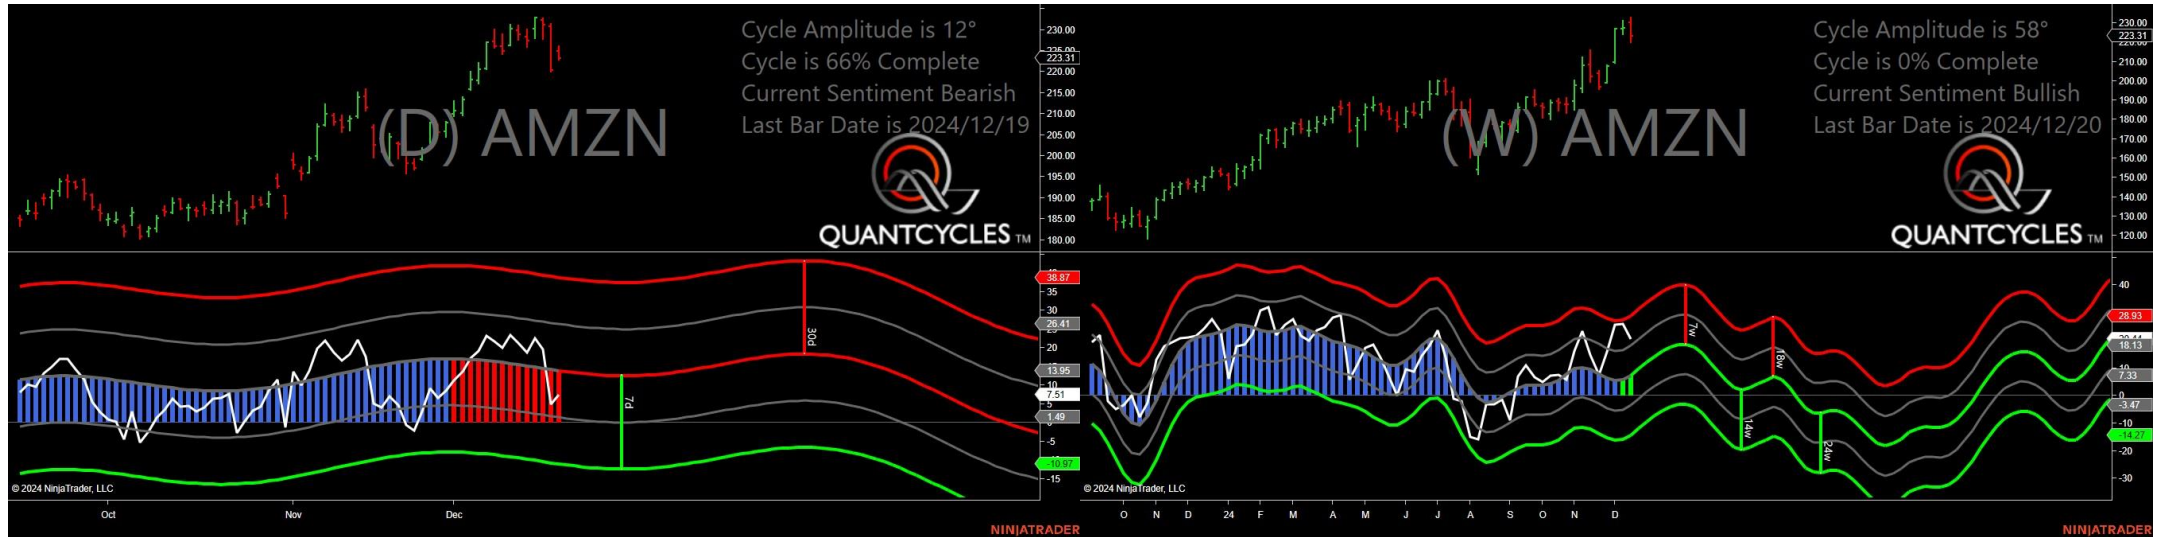 Cycle Amplitude is 12°
Cycle is 66% Complete
Current Sentiment Bearish
Last Bar Date is 2024/12/19
(D) AMZN
QUANTCYCLES TM
230.00
225.00
223.31
220.00
215.00
210.00
205.00
200.00
195.00
190.00
185.00
180.00
38.87
35
30
26.41
20
13.95
10
7.51
5
1.49
0
-5
-10.97
-15
30d
7d
© 2024 NinjaTrader, LLC
Oct
Nov
Dec
NINJATRADER
Cycle Amplitude is 58°
Cycle is 0% Complete
Current Sentiment Bullish
Last Bar Date is 2024/12/20
(W) AMZN
QUANTCYCLES TM
230.00
223.31
220.00
210.00
200.00
190.00
180.00
170.00
160.00
150.00
140.00
130.00
120.00
40
28.93
18.13
10
7.33
0
-3.47
-10
-14.27
-20
-30
7w
18w
14w
24w
© 2024 NinjaTrader, LLC
O
N
D
24
F
M
A
M
J
J
A
S
O
N
D
NINJATRADER